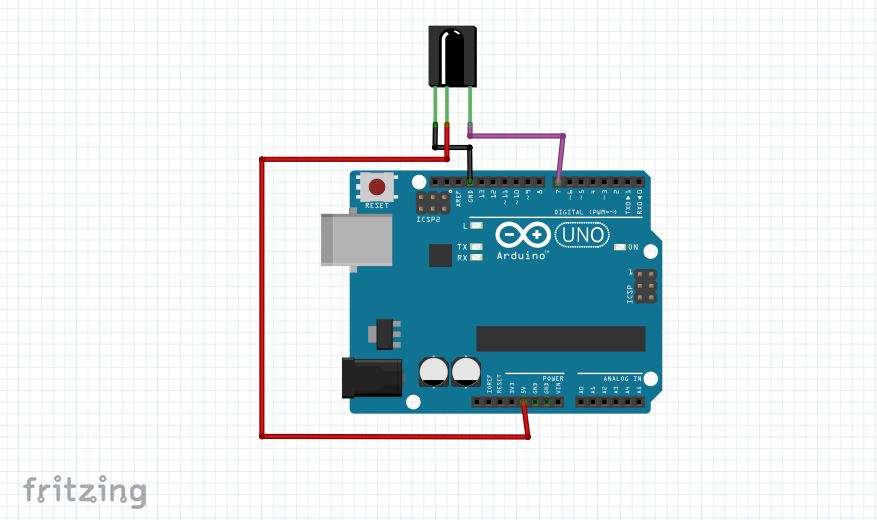 RESET
ICSP2
AREF
GND
13
12
~11
~10
~9
8
7
~6
~5
4
~3
2
TX▶1
RX◀0
DIGITAL (PWM=~)
L
TX
RX
UNO
Arduino™
ON
1
ICSP
POWER
ANALOG IN
IOREF
RESET
3V3
5V
GND
GND
VIN
A0
A1
A2
A3
A4
A5
fritzing